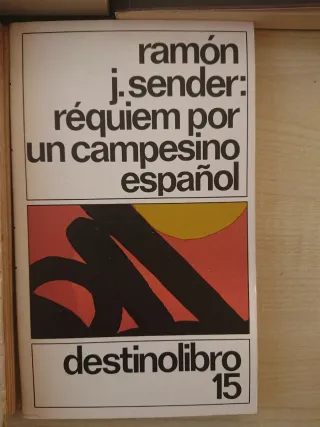 ramón
j. sender:
réquiem por
un campesino
español
destinolibro
15